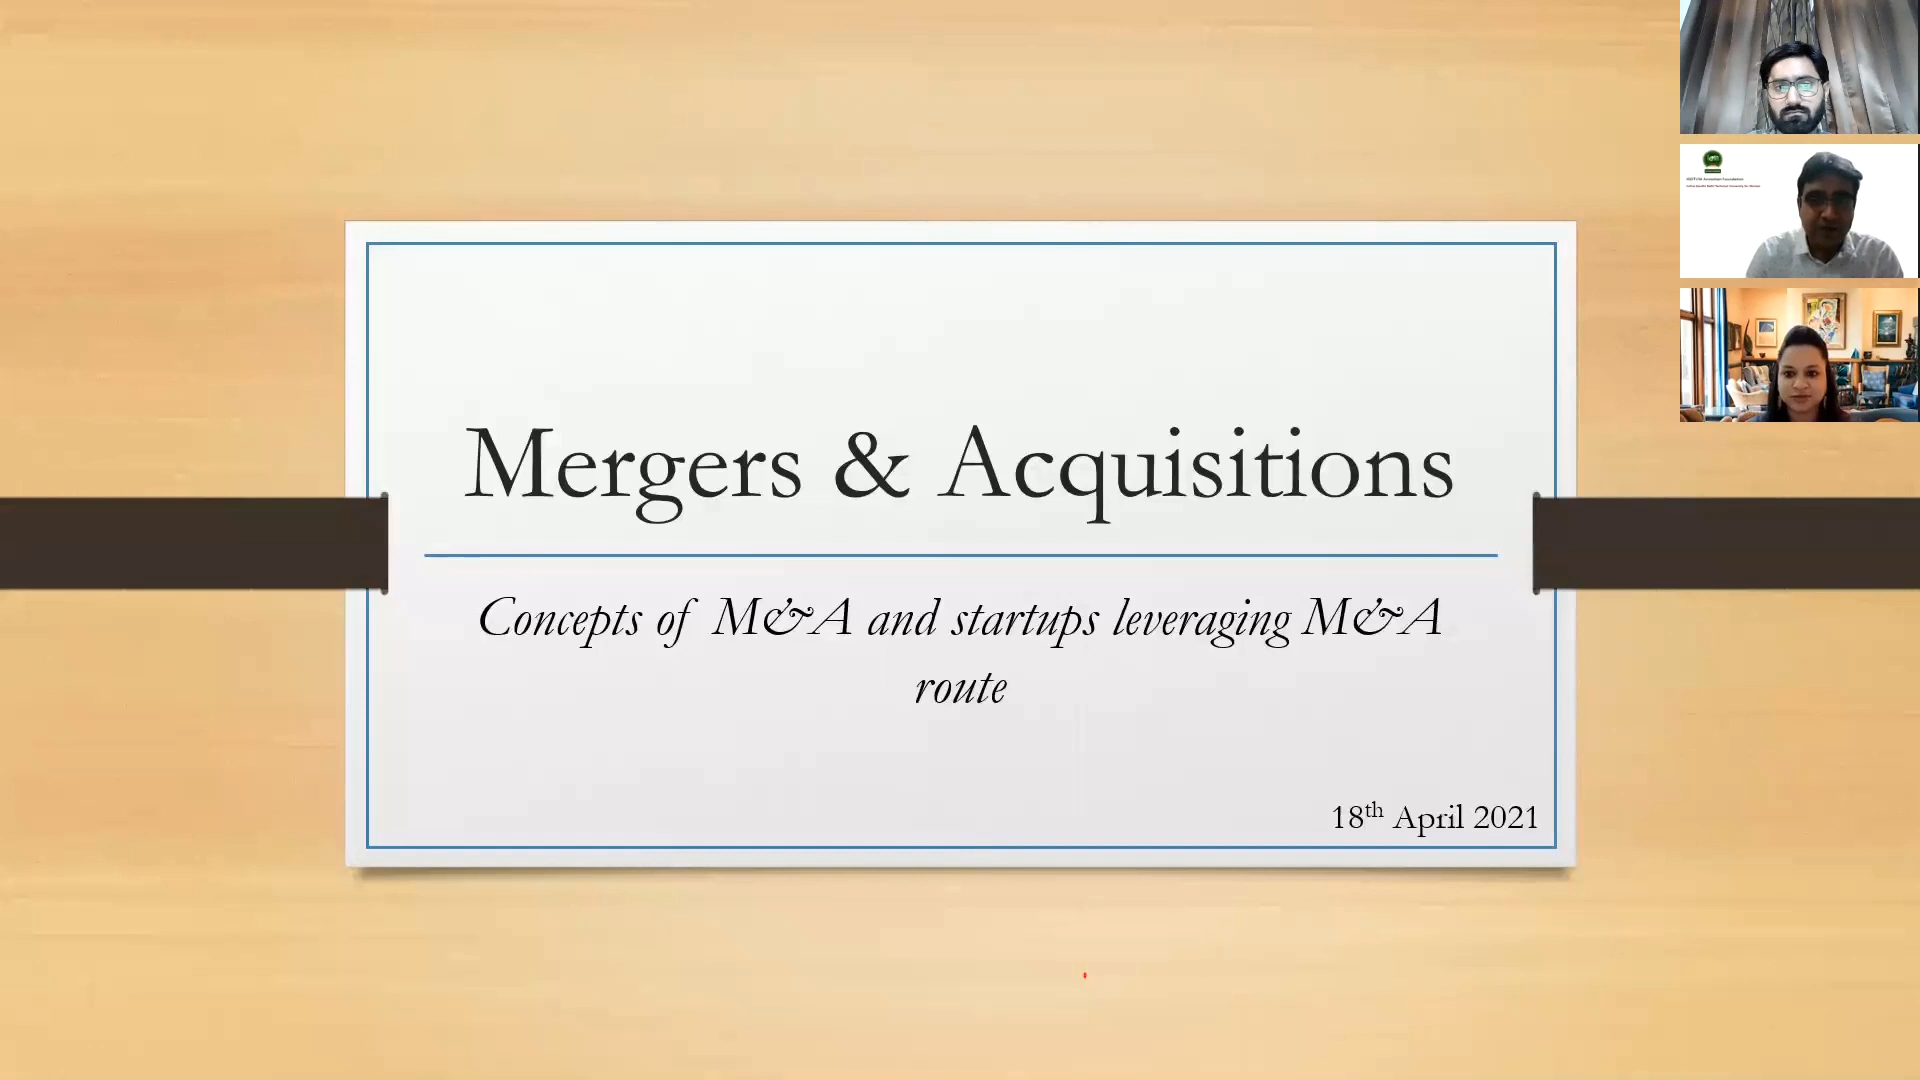 Mergers & Acquisitions
Concepts of M&A and startups leveraging M&A
route
18th April 2021